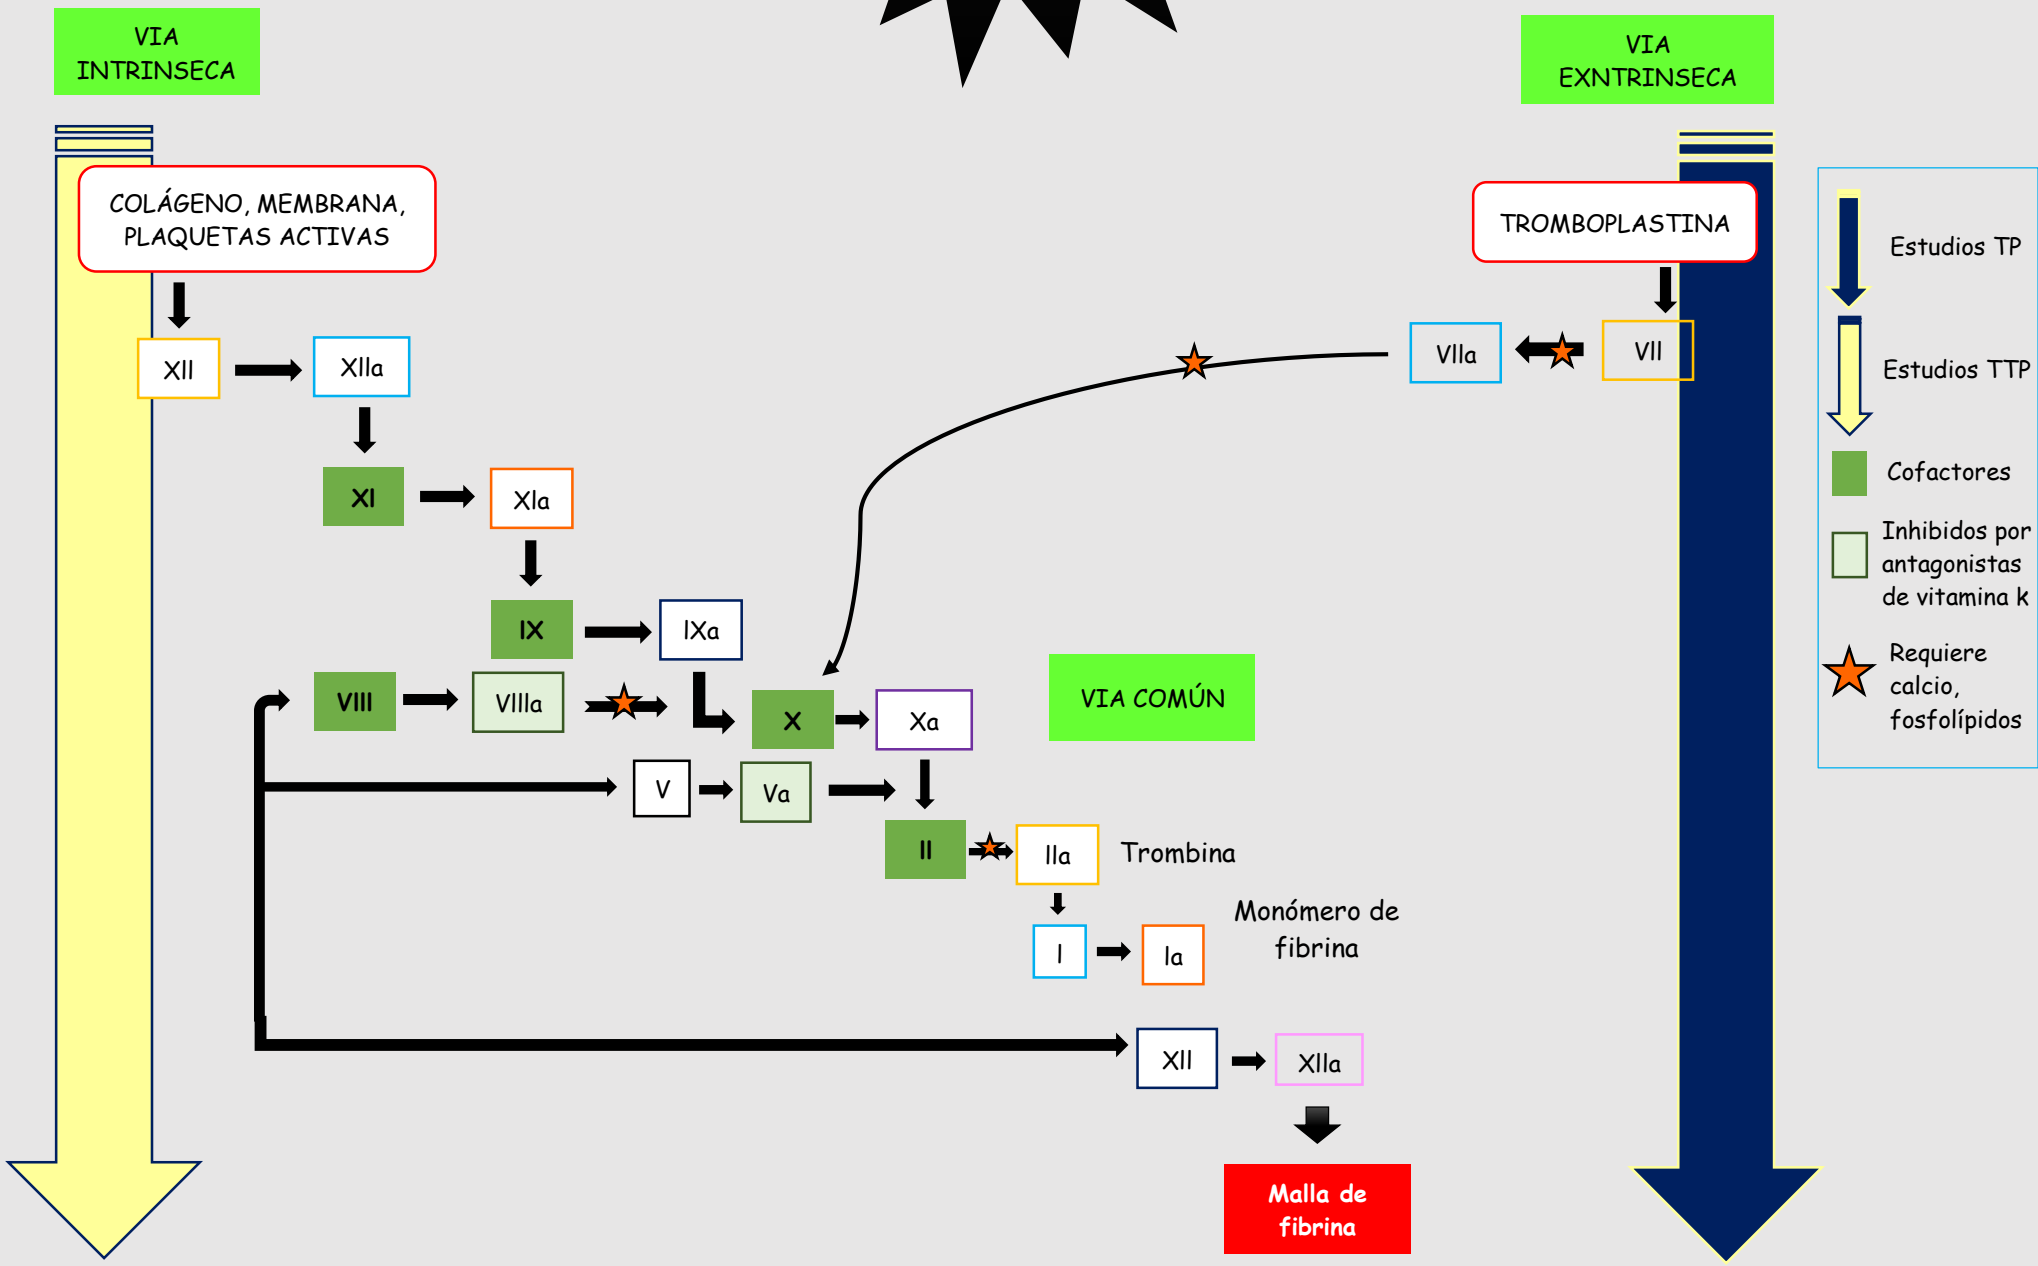 VIA
INTRINSECA
VIA
EXNTRINSECA
COLÁGENO, MEMBRANA,
PLAQUETAS ACTIVAS
TROMBOPLASTINA
XII
XIIa
VIIa
VII
XI
XIa
IX
IXa
VIII
VIIIa
X
Xa
VIA COMÚN
V
Va
II
IIa
Trombina
I
Ia
Monómero de
fibrina
XII
XIIa
Malla de
fibrina
Estudios TP
Estudios TTP
Cofactores
Inhibidos por
antagonistas
de vitamina k
Requiere
calcio,
fosfolípidos